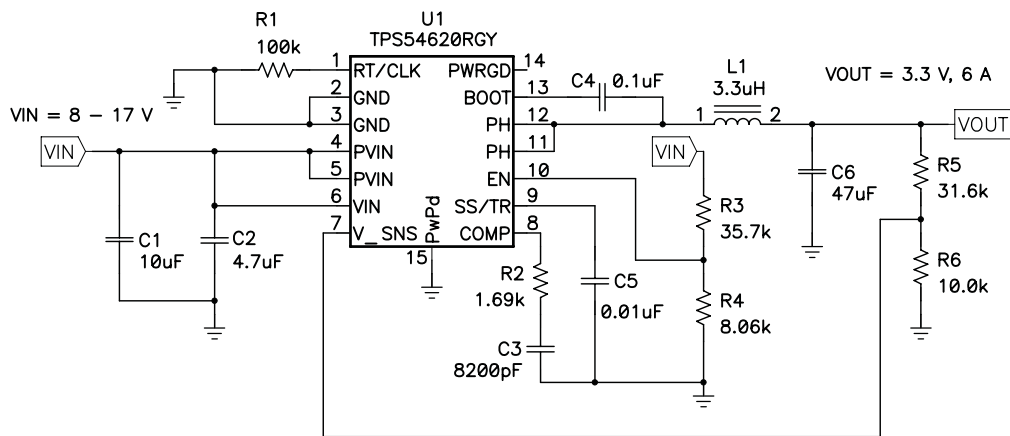 U1
TPS54620RGY
R1
100k
1
RT/CLK
2
GND
3
GND
4
PVIN
5
PVIN
6
VIN
7
V_SNS
PWRGD
14
BOOT
13
PH
12
PH
11
EN
10
SS/TR
9
COMP
8
PwPd
15
VIN = 8 – 17 V
VIN
C1
10uF
C2
4.7uF
C4
0.1uF
L1
3.3uH
1
2
VOUT = 3.3 V, 6 A
VOUT
VIN
C6
47uF
R5
31.6k
R3
35.7k
R6
10.0k
R2
1.69k
C5
0.01uF
R4
8.06k
C3
8200pF